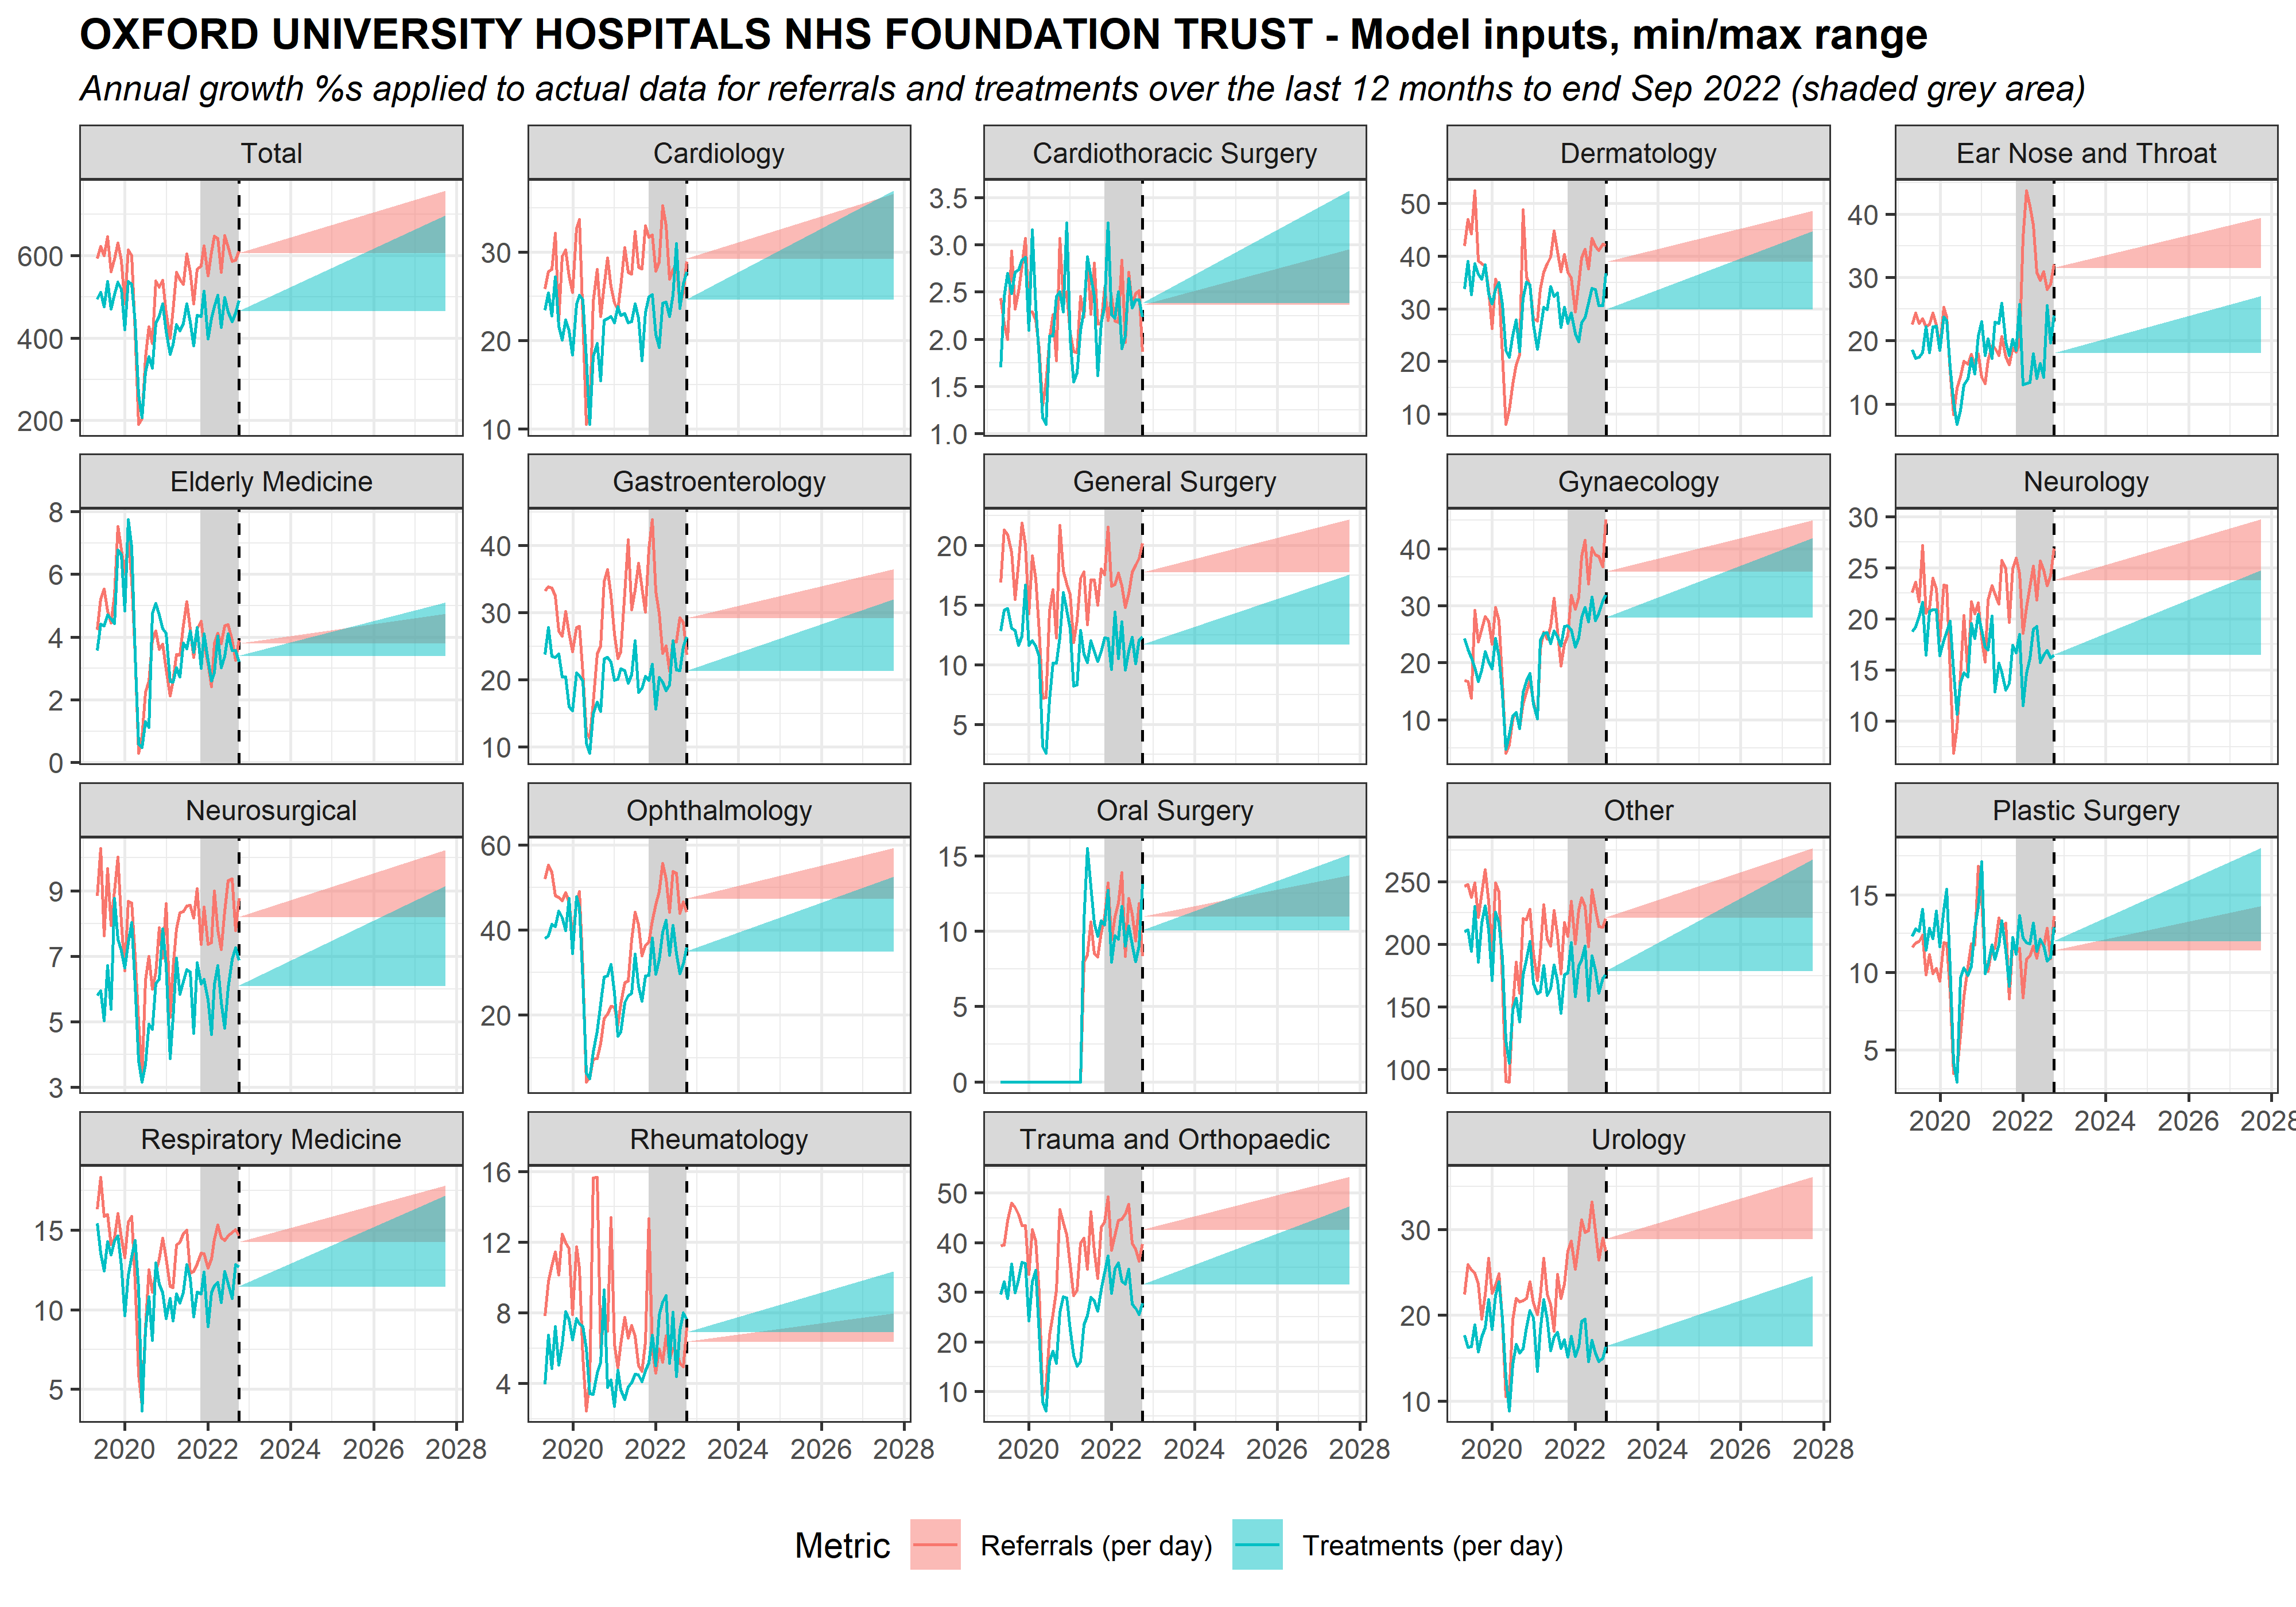 OXFORD UNIVERSITY HOSPITALS NHS FOUNDATION TRUST - Model inputs, min/max range
Annual growth %s applied to actual data for referrals and treatments over the last 12 months to end Sep 2022 (shaded grey area)
Total
Cardiology
Cardiothoracic Surgery
Dermatology
Ear Nose and Throat
600
400
200
30
20
10
3.5
3.0
2.5
2.0
1.5
1.0
50
40
30
20
10
40
30
20
10
Elderly Medicine
Gastroenterology
General Surgery
Gynaecology
Neurology
8
6
4
2
0
40
30
20
10
20
15
10
5
40
30
20
10
30
25
20
15
10
Neurosurgical
Ophthalmology
Oral Surgery
Other
Plastic Surgery
9
7
5
3
60
40
20
15
10
5
0
250
200
150
100
15
10
5
2020 2022 2024 2026 2028
Respiratory Medicine
Rheumatology
Trauma and Orthopaedic
Urology
15
10
5
16
12
8
4
50
40
30
20
10
30
20
10
2020 2022 2024 2026 2028
2020 2022 2024 2026 2028
2020 2022 2024 2026 2028
2020 2022 2024 2026 2028
Metric Referrals (per day) Treatments (per day)